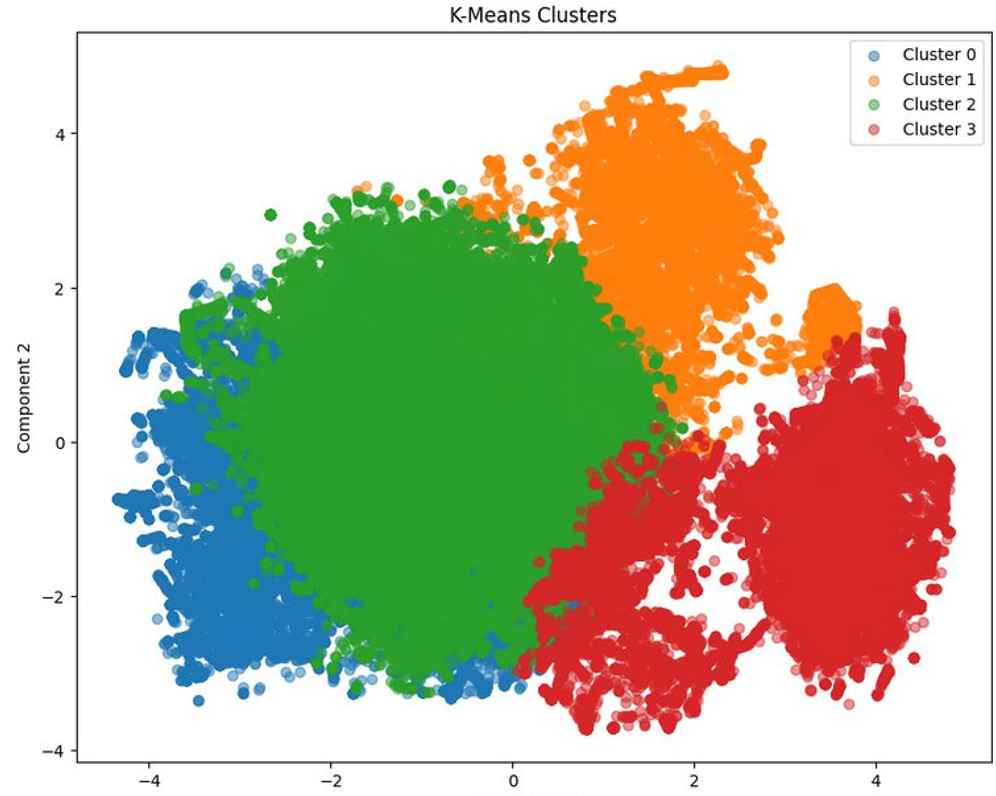 K-Means Clusters
Cluster 0
Cluster 1
Cluster 2
Cluster 3
Component 2
4
2
0
−2
−4
−4
−2
0
2
4